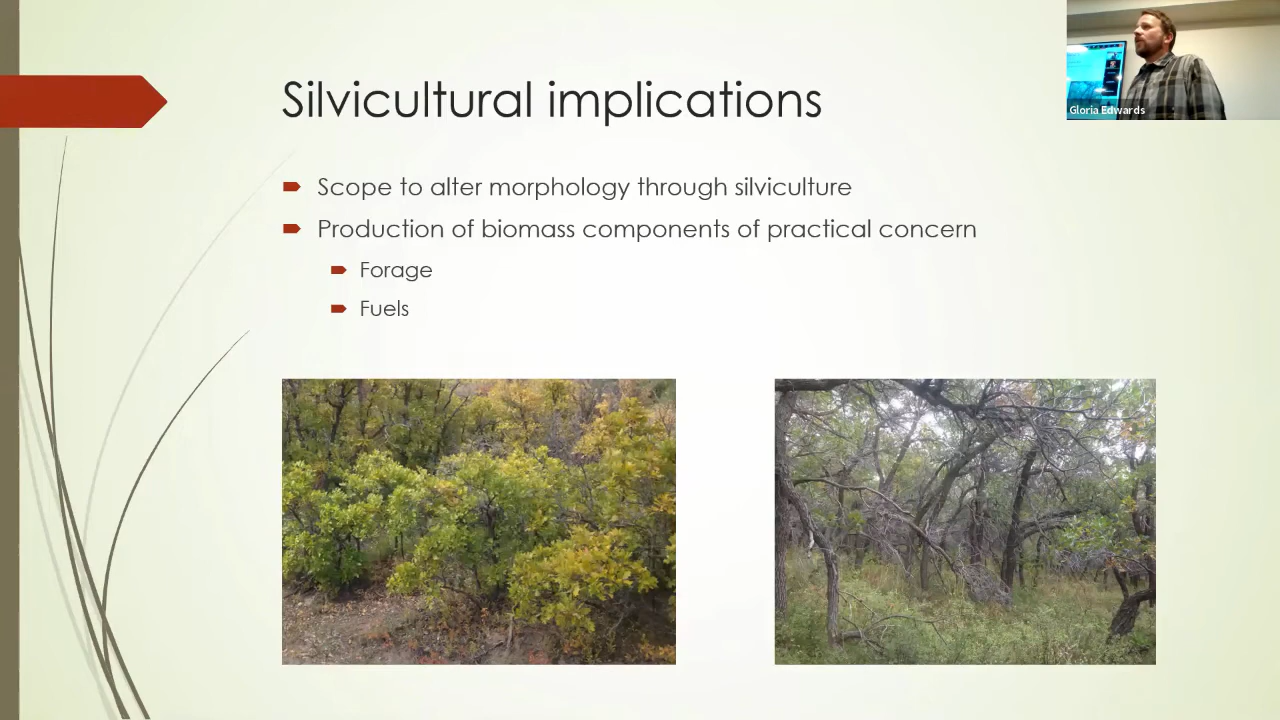 Silvicultural implications
Scope to alter morphology through silviculture
Production of biomass components of practical concern
Forage
Fuels
Gloria Edwards